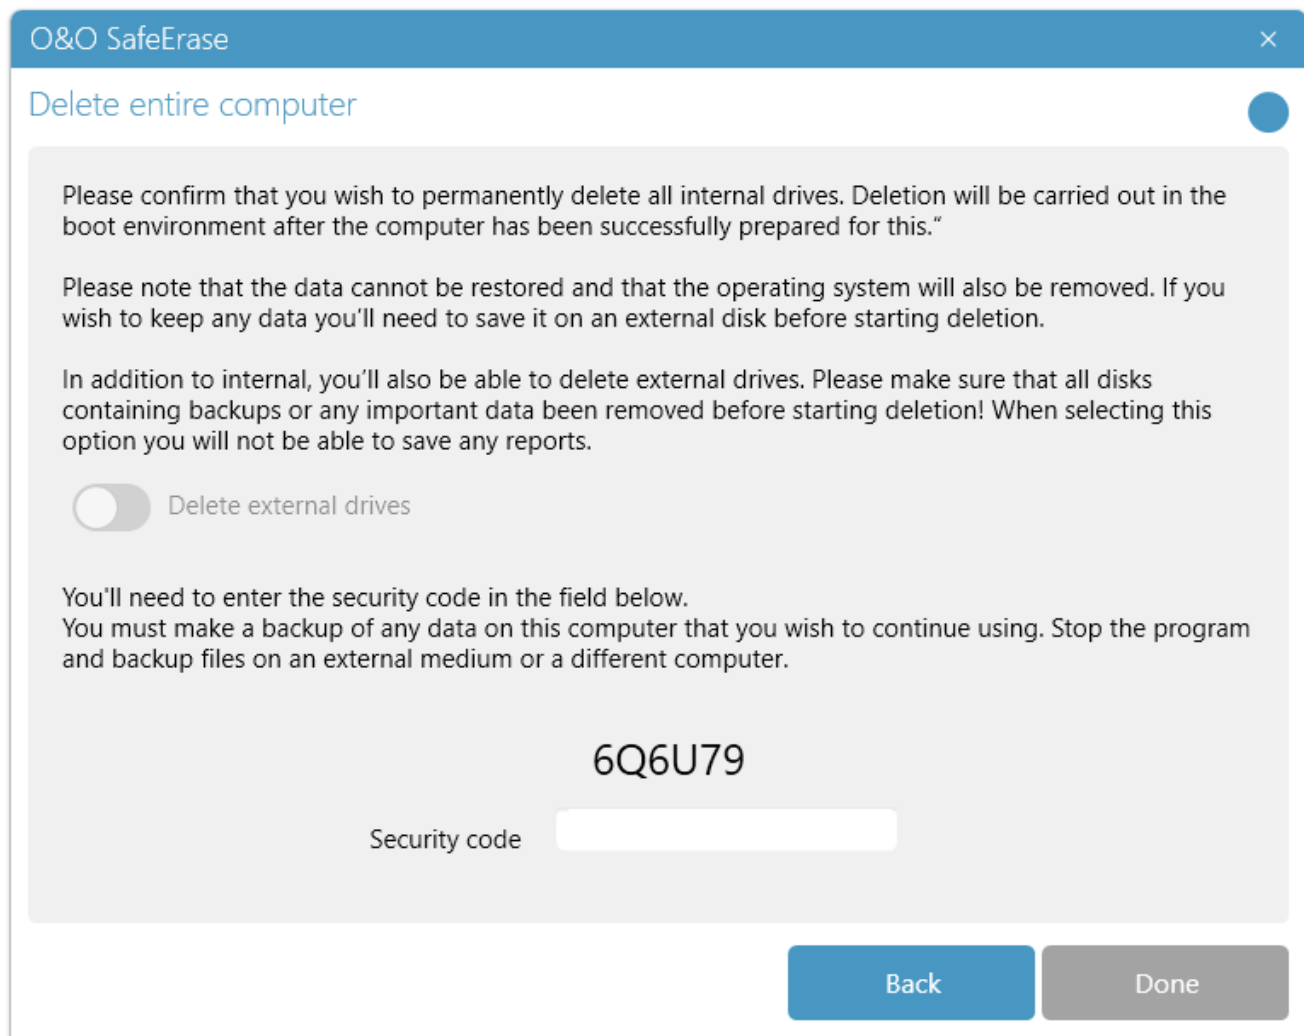 O&O SafeErase
Delete entire computer
Please confirm that you wish to permanently delete all internal drives. Deletion will be carried out in the
boot environment after the computer has been successfully prepared for this.“
Please note that the data cannot be restored and that the operating system will also be removed. If you
wish to keep any data you’ll need to save it on an external disk before starting deletion.
In addition to internal, you’ll also be able to delete external drives. Please make sure that all disks
containing backups or any important data been removed before starting deletion! When selecting this
option you will not be able to save any reports.
Delete external drives
You'll need to enter the security code in the field below.
You must make a backup of any data on this computer that you wish to continue using. Stop the program
and backup files on an external medium or a different computer.
6Q6U79
Security code
Back Done